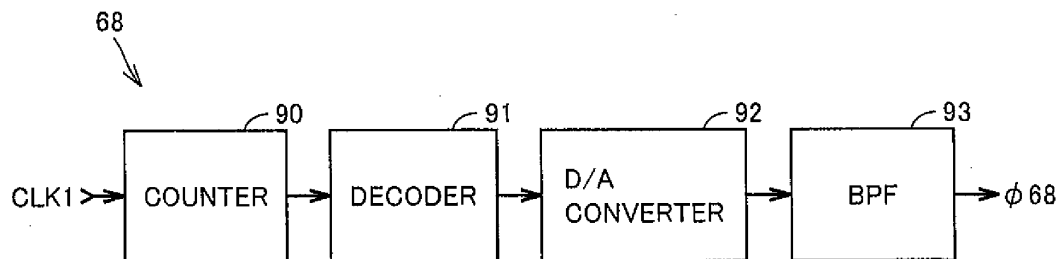 68
90
91
92
93
CLK1
COUNTER
DECODER
D/A
CONVERTER
BPF
φ68